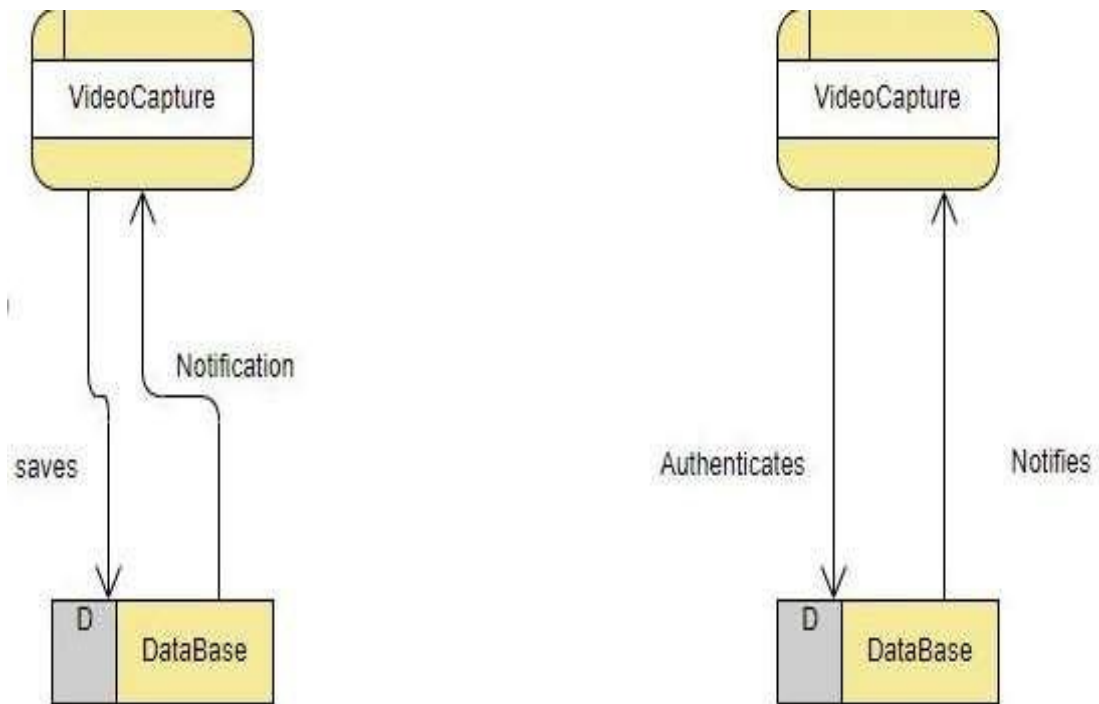 VideoCapture
Notification
saves
D
DataBase
VideoCapture
Authenticates
Notifies
D
DataBase